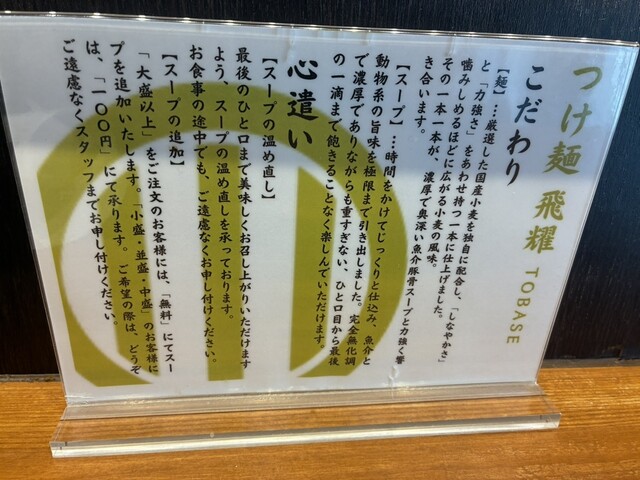 つけ麺 飛耀 TOBASE
こだわり
【麺】…厳選した国産小麦を独自に配合し、「しなやかさ」
と「力強さ」をあわせ持つ一本に仕上げました。
噛みしめるほどに広がる小麦の風味。
その一本一本が、濃厚で奥深い魚介豚骨スープと力強く響
き合います。
【スープ】…時間をかけてじっくりと仕込み、魚介と
動物系の旨味を極限まで引き出しました。完全無化調
で濃厚でありながらも重すぎない、ひと口目から最後
の一滴まで飽きることなく楽しんでいただけます。
心遣い
【スープの温め直し】
最後のひと口まで美味しくお召し上がりいただけます
よう、スープの温め直しを承っております。
お食事の途中でも、ご遠慮なくお申し付けください。
【スープの追加】
「大盛以上」をご注文のお客様には、「無料」にてスー
プを追加いたします。「小盛・並盛・中盛」のお客様に
は、「一〇〇円」にて承ります。ご希望の際は、どうぞ
ご遠慮なくスタッフまでお申し付けください。